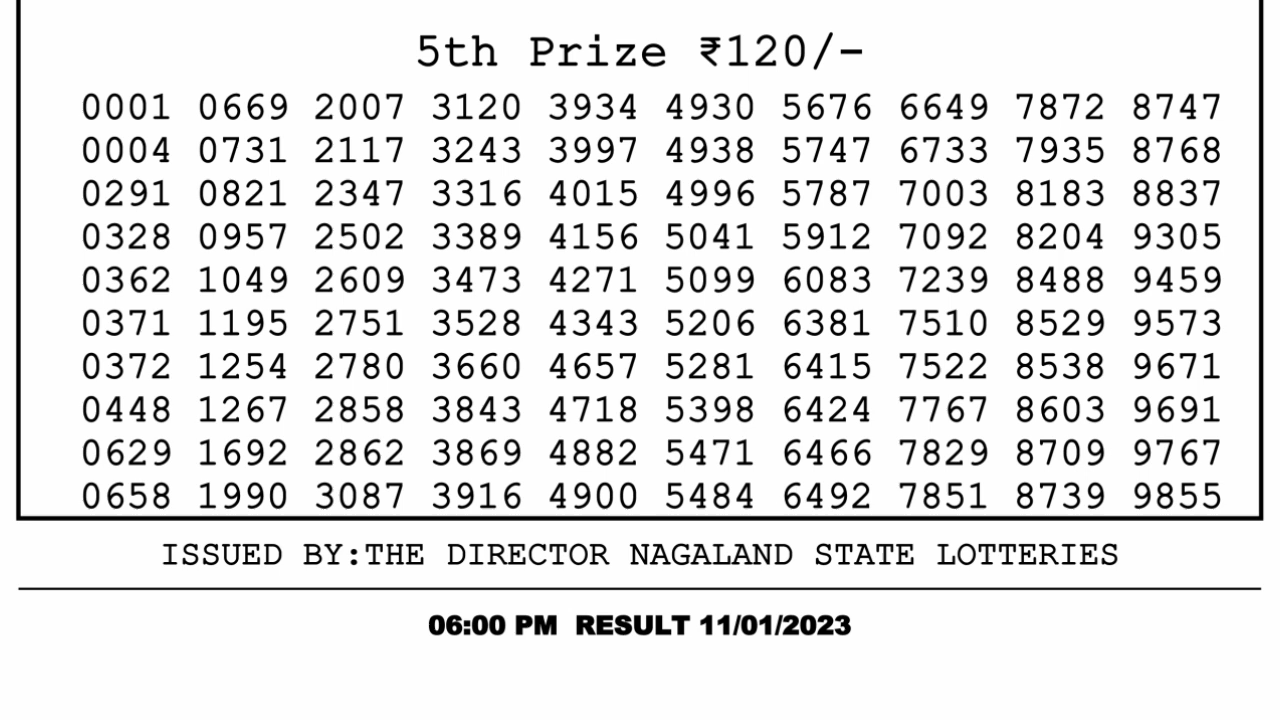 5th Prize ₹120/-
0001 0669 2007 3120 3934 4930 5676 6649 7872 8747
0004 0731 2117 3243 3997 4938 5747 6733 7935 8768
0291 0821 2347 3316 4015 4996 5787 7003 8183 8837
0328 0957 2502 3389 4156 5041 5912 7092 8204 9305
0362 1049 2609 3473 4271 5099 6083 7239 8488 9459
0371 1195 2751 3528 4343 5206 6381 7510 8529 9573
0372 1254 2780 3660 4657 5281 6415 7522 8538 9671
0448 1267 2858 3843 4718 5398 6424 7767 8603 9691
0629 1692 2862 3869 4882 5471 6466 7829 8709 9767
0658 1990 3087 3916 4900 5484 6492 7851 8739 9855
ISSUED BY:THE DIRECTOR NAGALAND STATE LOTTERIES
06:00 PM RESULT 11/01/2023